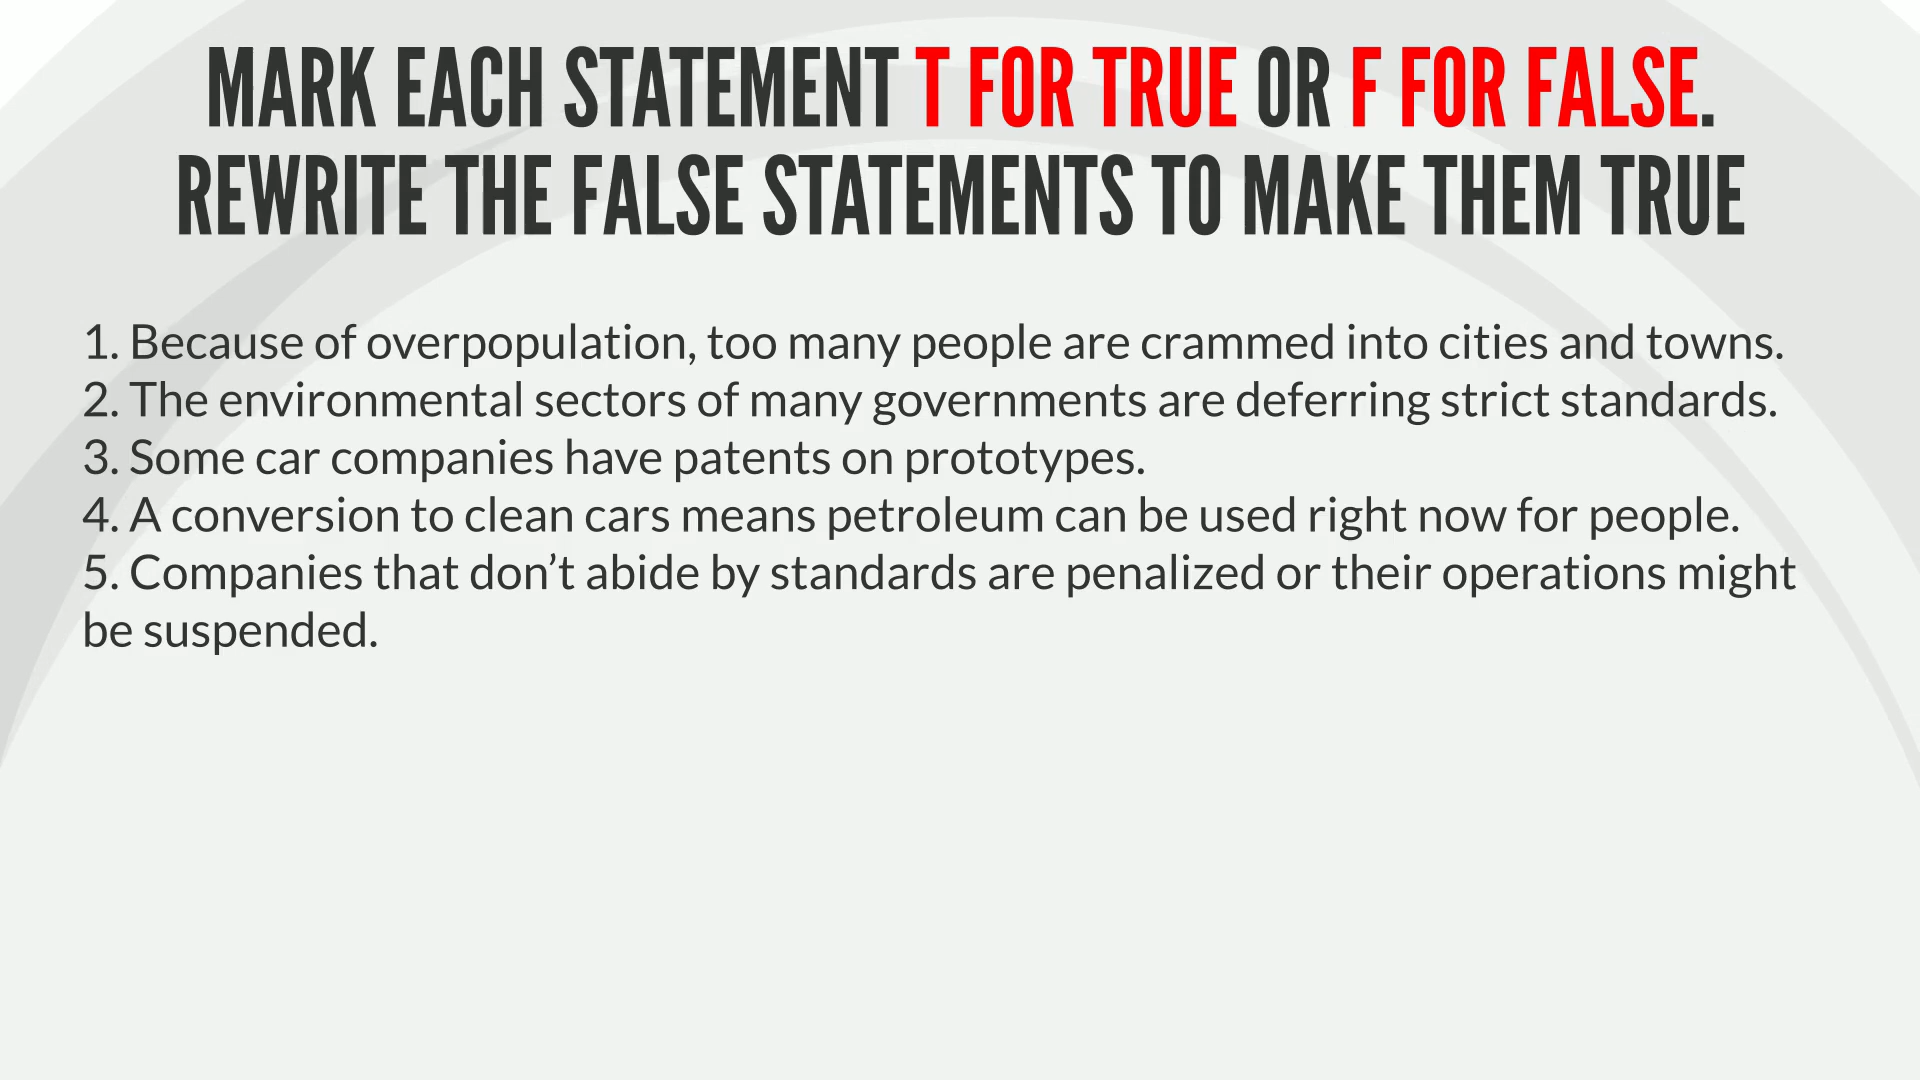 MARK EACH STATEMENT T FOR TRUE OR F FOR FALSE.
REWRITE THE FALSE STATEMENTS TO MAKE THEM TRUE
1. Because of overpopulation, too many people are crammed into cities and towns.
2. The environmental sectors of many governments are deferring strict standards.
3. Some car companies have patents on prototypes.
4. A conversion to clean cars means petroleum can be used right now for people.
5. Companies that don’t abide by standards are penalized or their operations might
be suspended.